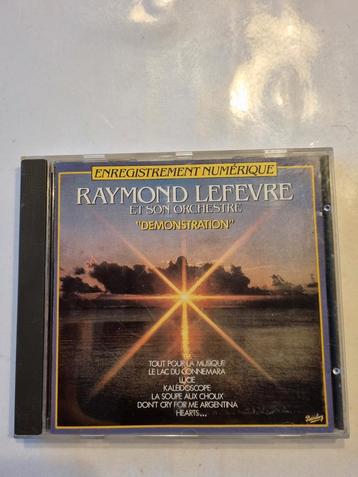 ENREGISTREMENT NUMÉRIQUE
RAYMOND LEFEVRE
ET SON ORCHESTRE
"DEMONSTRATION"
TOUT POUR LA MUSIQUE
LE LAC DU CONNEMARA
LUCIE
KALEIDOSCOPE
LA SOUPE AUX CHOUX
DON'T CRY FOR ME ARGENTINA
HEARTS...
Barclay